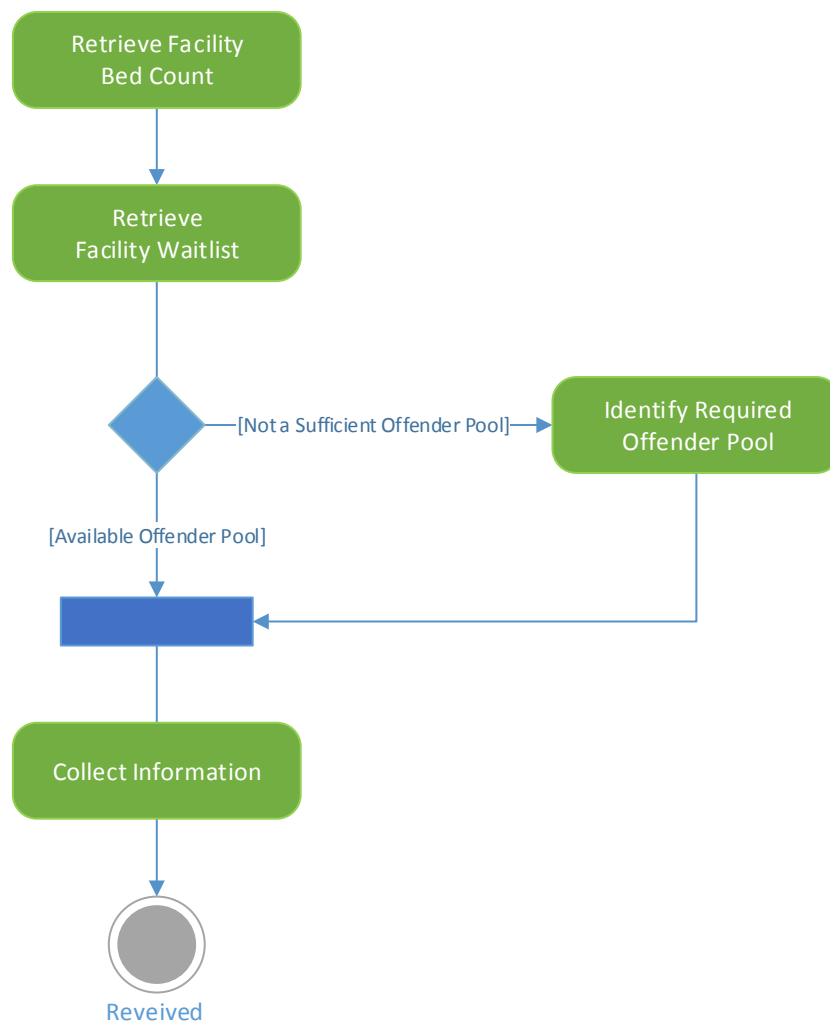 Retrieve Facility
Bed Count
Retrieve
Facility Waitlist
[Not a Sufficient Offender Pool]
Identify Required
Offender Pool
[Available Offender Pool]
Collect Information
Reveived